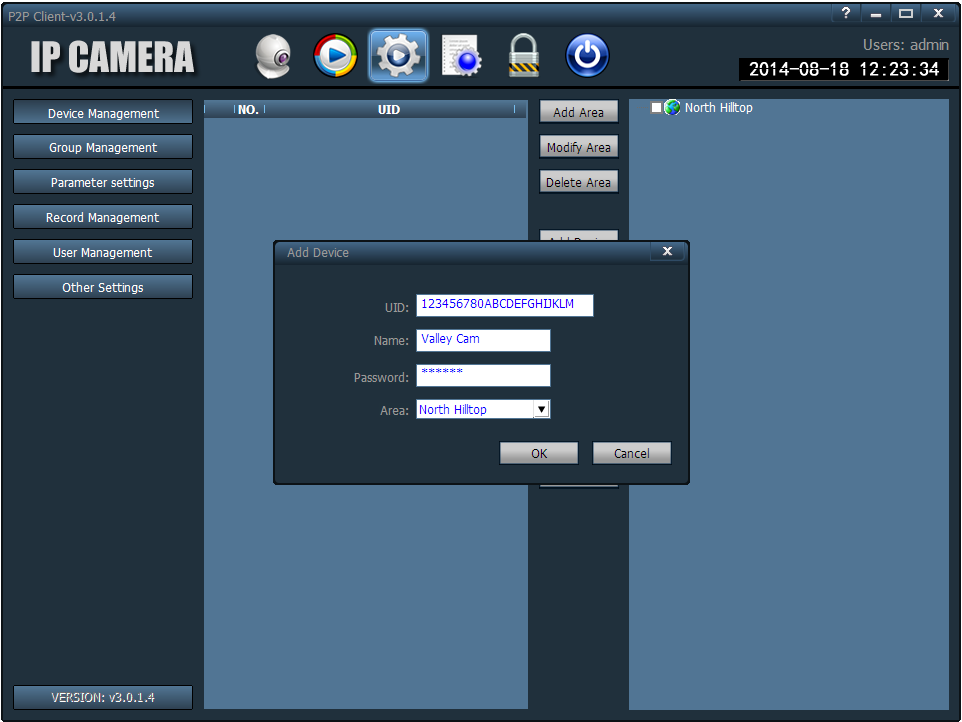 P2P Client-v3.0.1.4
?
X
IP CAMERA
Users: admin
2014-08-18 12:23:34
Device Management
Group Management
Parameter settings
Record Management
User Management
Other Settings
VERSION: v3.0.1.4
NO. UID
Add Area
Modify Area
Delete Area
North Hilltop
Add Device
X
UID: 123456780ABCDEFGHIJKLM
Name: Valley Cam
Password: ******
Area: North Hilltop
OK Cancel